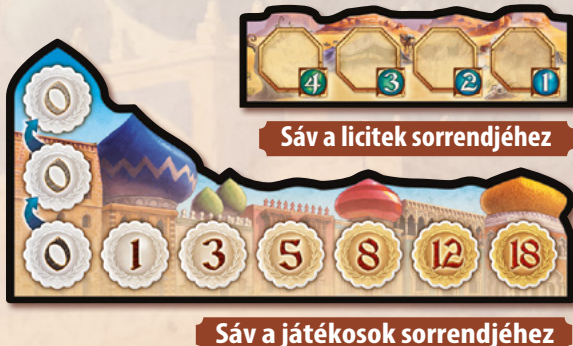 4 3 2 1
Sáv a licitek sorrendjéhez
0
0
0 1 3 5 8 12 18
Sáv a játékosok sorrendjéhez